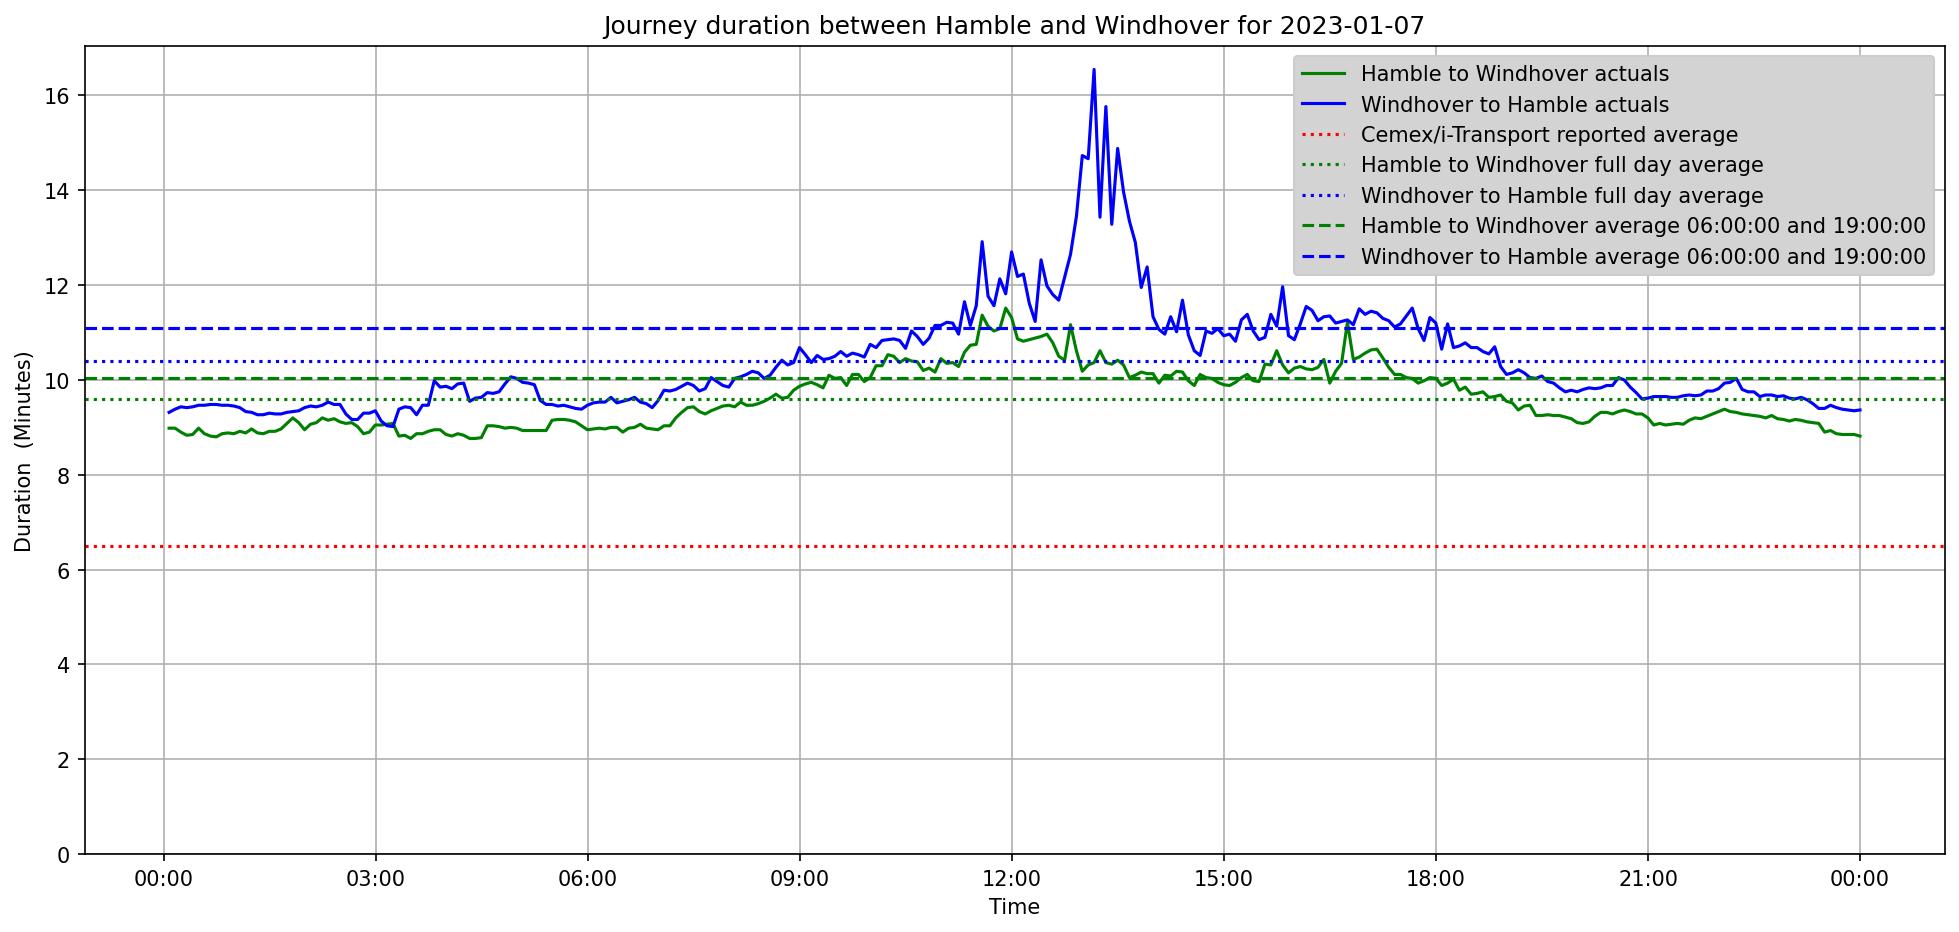 Journey duration between Hamble and Windhover for 2023-01-07
Hamble to Windhover actuals
Windhover to Hamble actuals
Cemex/i-Transport reported average
Hamble to Windhover full day average
Windhover to Hamble full day average
Hamble to Windhover average 06:00:00 and 19:00:00
Windhover to Hamble average 06:00:00 and 19:00:00
Duration  (Minutes)
16
14
12
10
8
6
4
2
0
00:00 03:00 06:00 09:00 12:00 15:00 18:00 21:00 00:00
Time